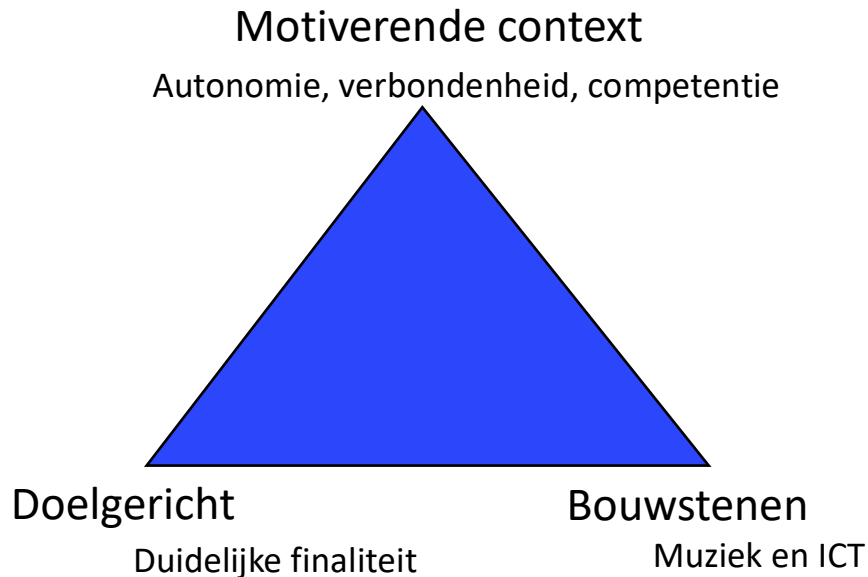 Motiverende context
Autonomie, verbondenheid, competentie
Doelgericht
Bouwstenen
Duidelijke finaliteit
Muziek en ICT